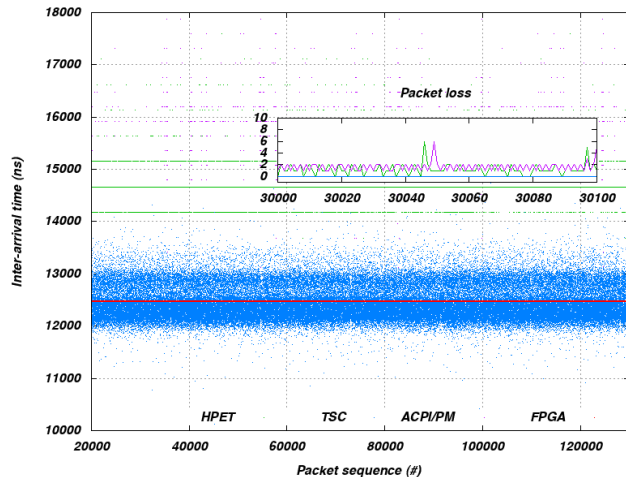 18000
17000
16000
15000
14000
13000
12000
11000
10000
Inter-arrival time (ns)
Packet loss
10
8
6
4
2
0
30000 30020 30040 30060 30080 30100
HPET TSC ACPI/PM FPGA
20000 40000 60000 80000 100000 120000
Packet sequence (#)